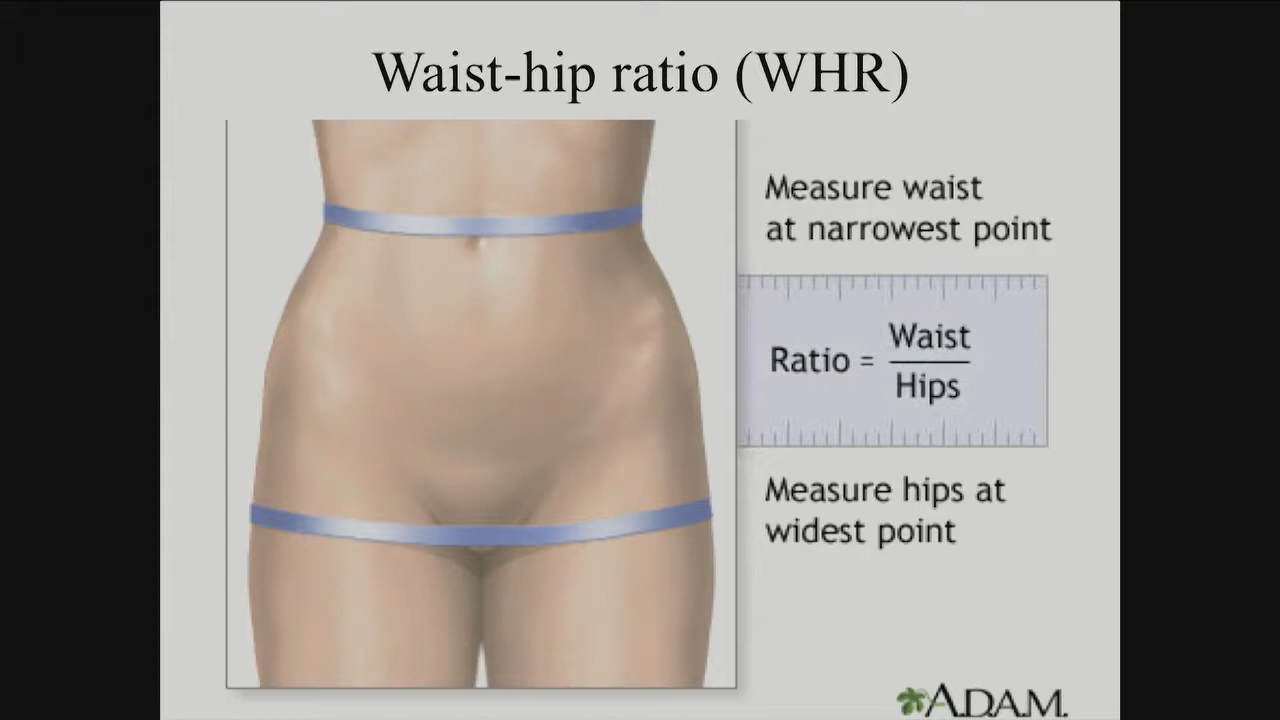 Waist-hip ratio (WHR)
Measure waist
at narrowest point
Ratio = Waist
Hips
Measure hips at
widest point
A.D.A.M.